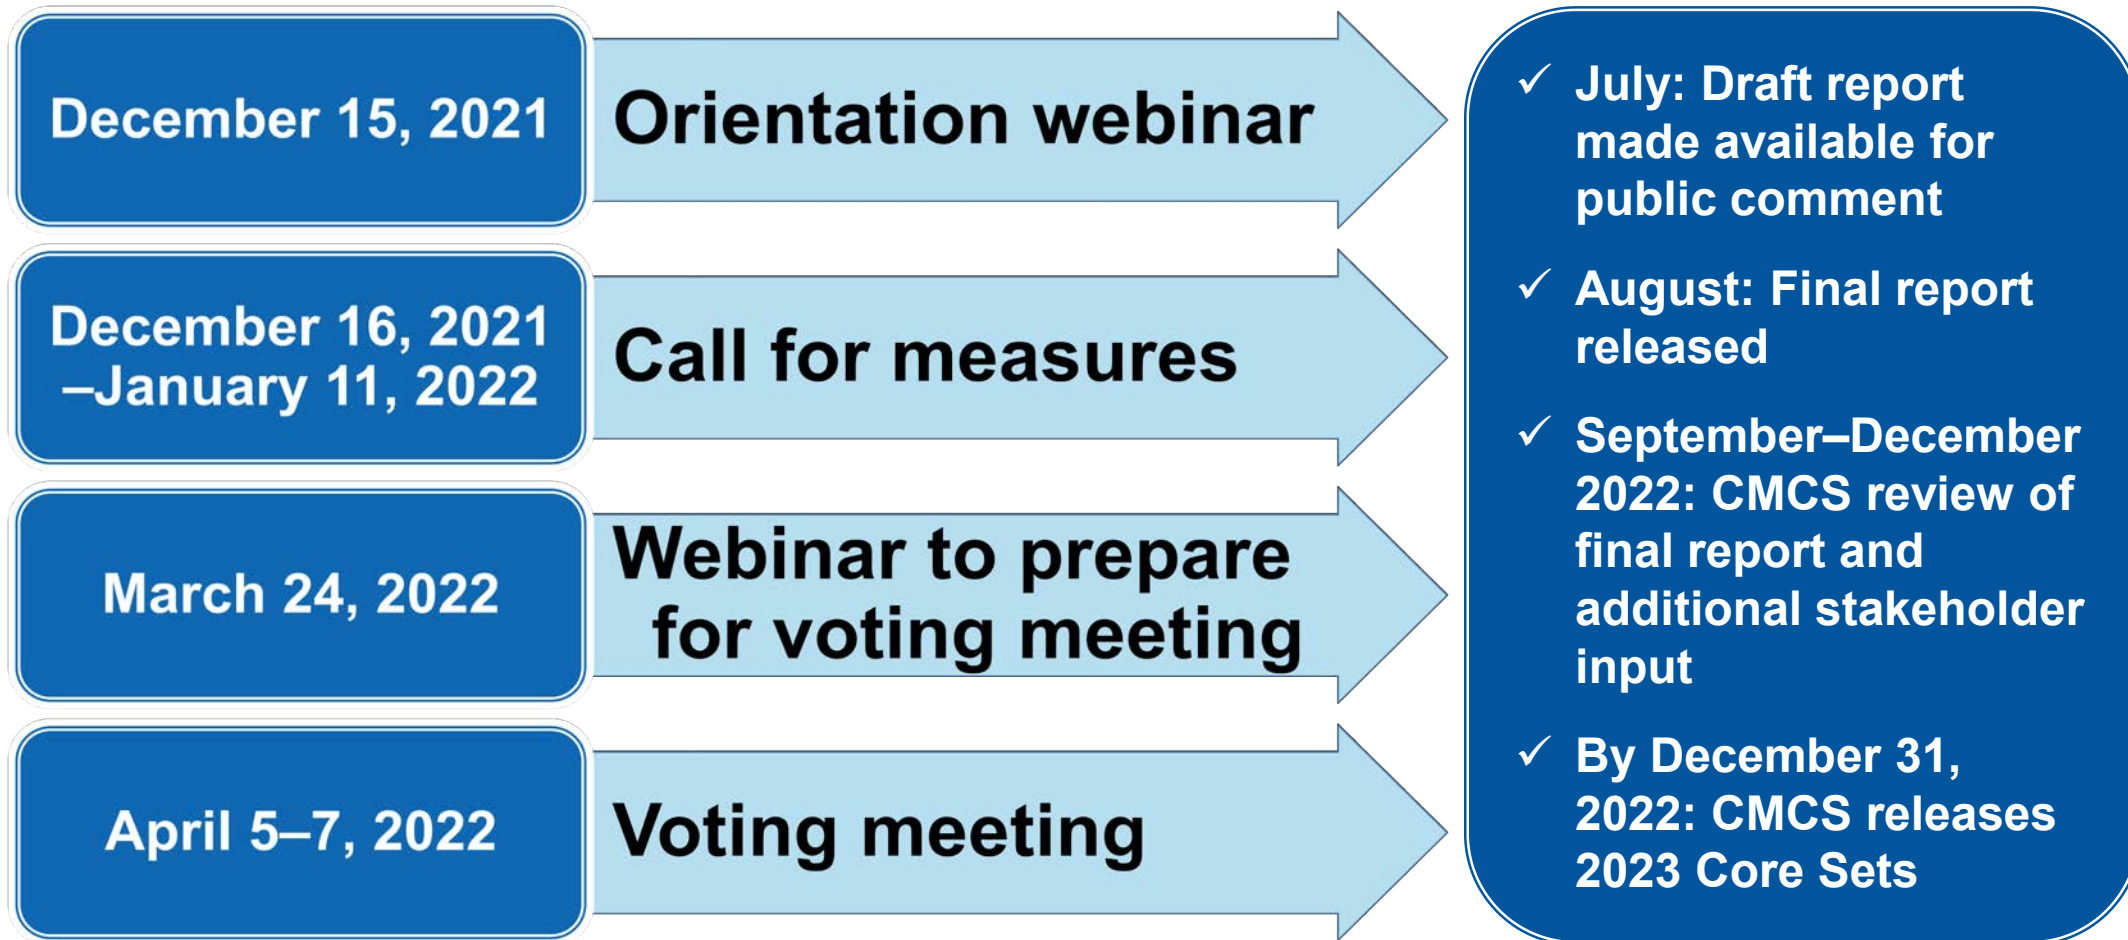 December 15, 2021
Orientation webinar
December 16, 2021
–January 11, 2022
Call for measures
March 24, 2022
Webinar to prepare
for voting meeting
April 5–7, 2022
Voting meeting
✓ July: Draft report
made available for
public comment
✓ August: Final report
released
✓ September–December
2022: CMCS review of
final report and
additional stakeholder
input
✓ By December 31,
2022: CMCS releases
2023 Core Sets